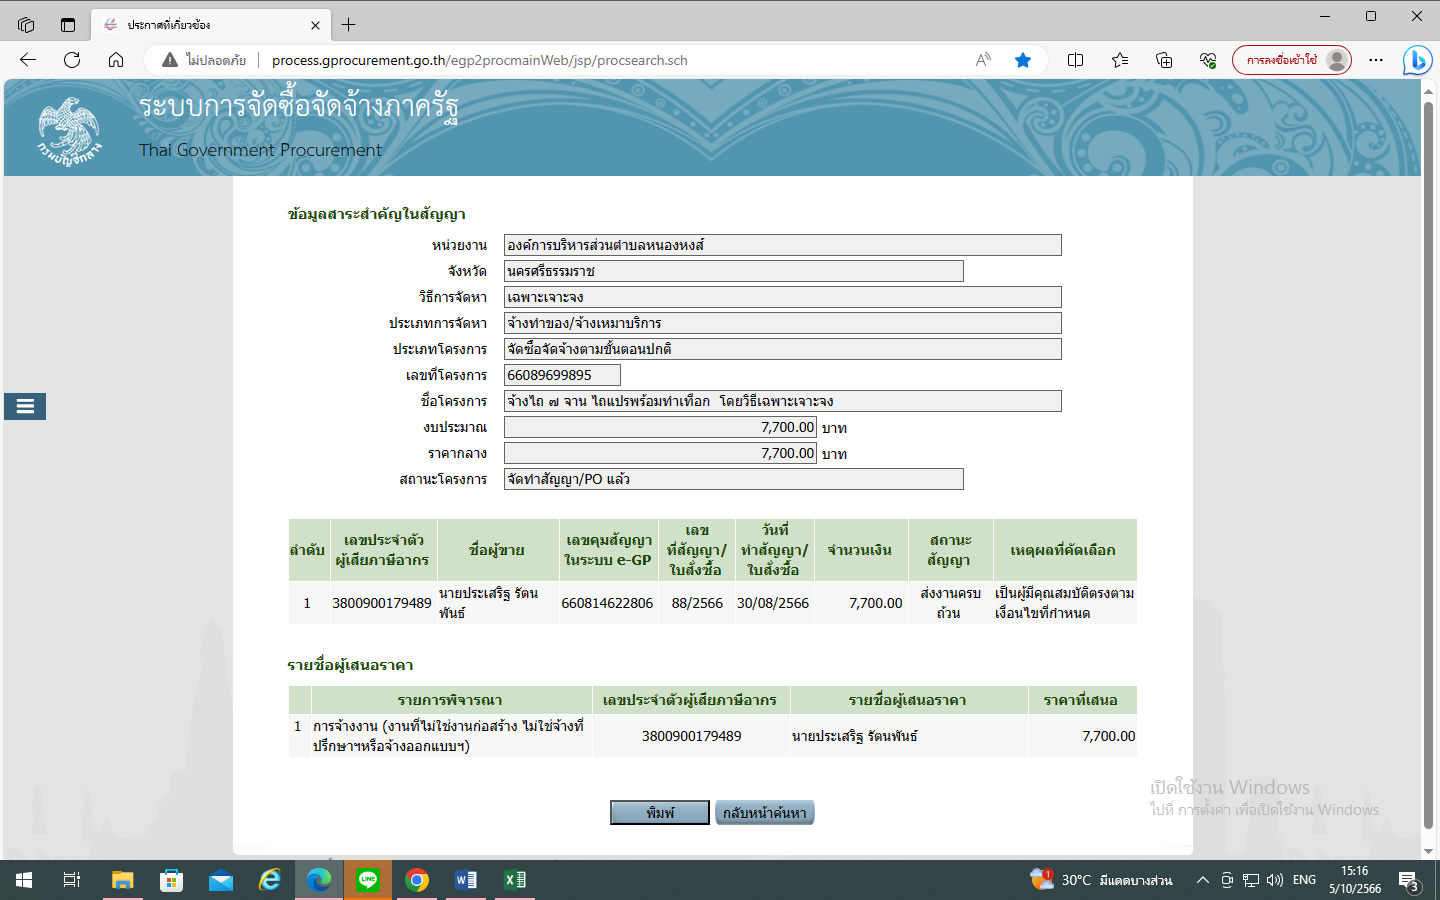 ประกาศที่เกี่ยวข้อง
ไม่ปลอดภัย
process.gprocurement.go.th/egp2procmainWeb/jsp/procsearch.sch
การลงชื่อเข้าใช้
ระบบการจัดซื้อจัดจ้างภาครัฐ
Thai Government Procurement
กรมบัญชีกลาง
ข้อมูลสาระสำคัญในสัญญา
หน่วยงาน องค์การบริหารส่วนตำบลหนองหงส์
จังหวัด นครศรีธรรมราช
วิธีการจัดหา เฉพาะเจาะจง
ประเภทการจัดหา จ้างทำของ/จ้างเหมาบริการ
ประเภทโครงการ จัดซื้อจัดจ้างตามขั้นตอนปกติ
เลขที่โครงการ 66089699895
ชื่อโครงการ จ้างไถ ๗ จาน ไถแปรพร้อมทำเทือก โดยวิธีเฉพาะเจาะจง
งบประมาณ 7,700.00 บาท
ราคากลาง 7,700.00 บาท
สถานะโครงการ จัดทำสัญญา/PO แล้ว
ลำดับ เลขประจำตัวผู้เสียภาษีอากร ชื่อผู้ขาย เลขคุมสัญญาในระบบ e-GP เลขที่สัญญา/ใบสั่งซื้อ วันที่ทำสัญญา/ใบสั่งซื้อ จำนวนเงิน สถานะสัญญา เหตุผลที่คัดเลือก
1 3800900179489 นายประเสริฐ รัตนพันธ์ 660814622806 88/2566 30/08/2566 7,700.00 ส่งงานครบถ้วน เป็นผู้มีคุณสมบัติตรงตามเงื่อนไขที่กำหนด
รายชื่อผู้เสนอราคา
รายการพิจารณา เลขประจำตัวผู้เสียภาษีอากร รายชื่อผู้เสนอราคา ราคาที่เสนอ
1 การจ้างงาน (งานที่ไม่ใช่งานก่อสร้าง ไม่ใช่จ้างที่ปรึกษาฯหรือจ้างออกแบบฯ) 3800900179489 นายประเสริฐ รัตนพันธ์ 7,700.00
พิมพ์ กลับหน้าค้นหา
เปิดใช้งาน Windows
ไปที่ การตั้งค่า เพื่อเปิดใช้งาน Windows
LINE
1 30°C มีแดดบางส่วน
ENG
15:16
5/10/2566
3